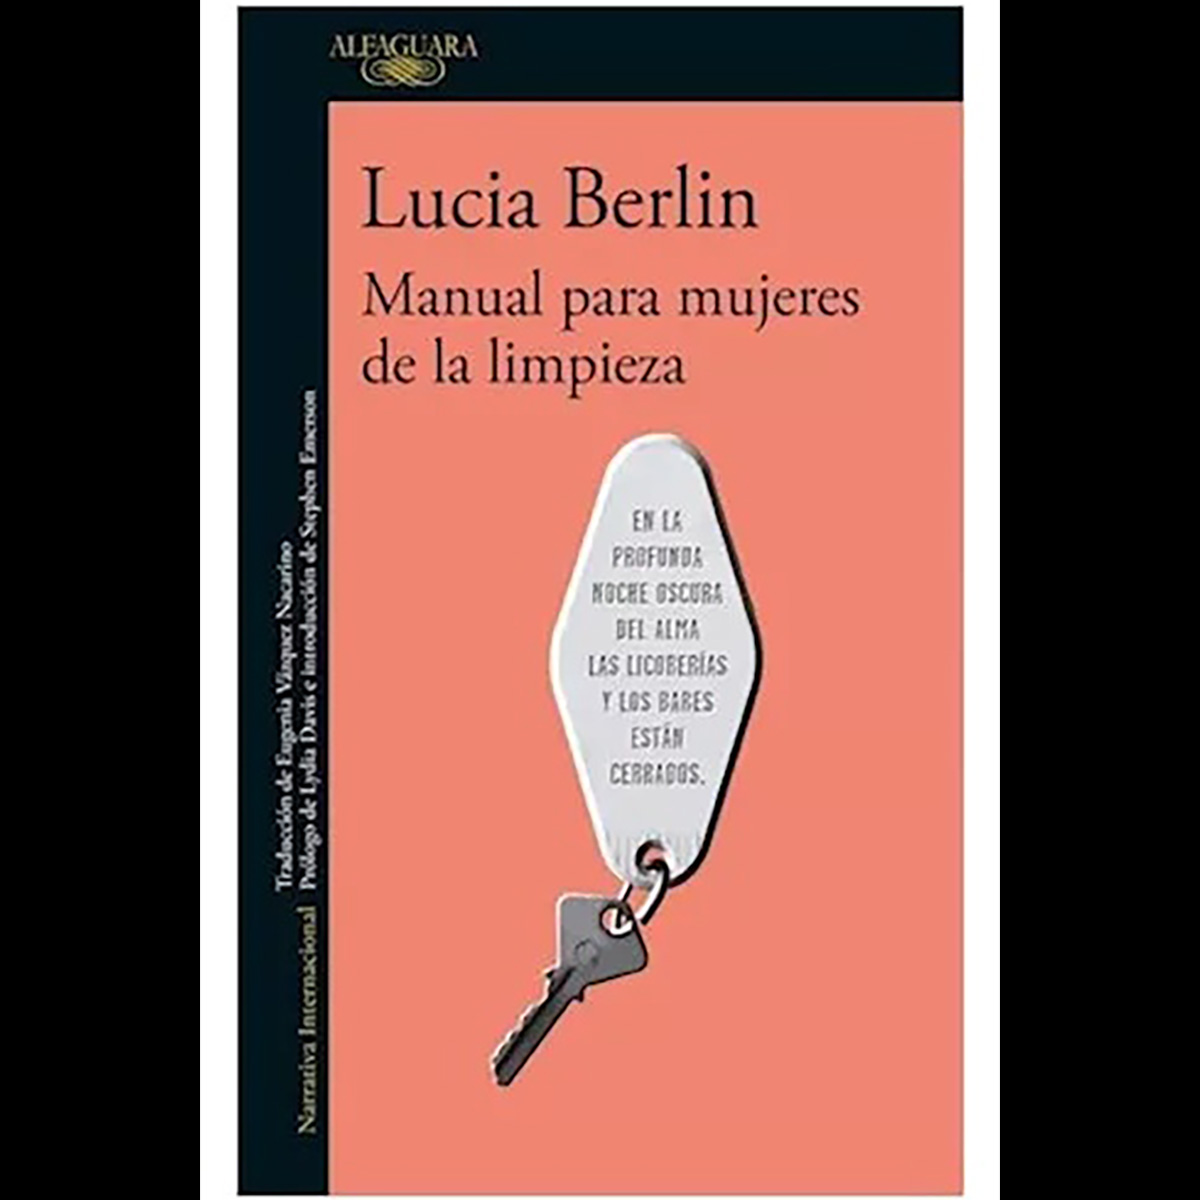 ALFAGUARA
Lucia Berlin
Manual para mujeres
de la limpieza
EN LA
PROFUNDA
NOCHE OSCURA
DEL ALMA
LAS LICORERÍAS
Y LOS BARES
ESTÁN
CERRADOS.
Traducción de Eugenia Vázquez Nacarino
Prólogo de Lydia Davis e introducción de Stephen Emerson
Narrativa Internacional